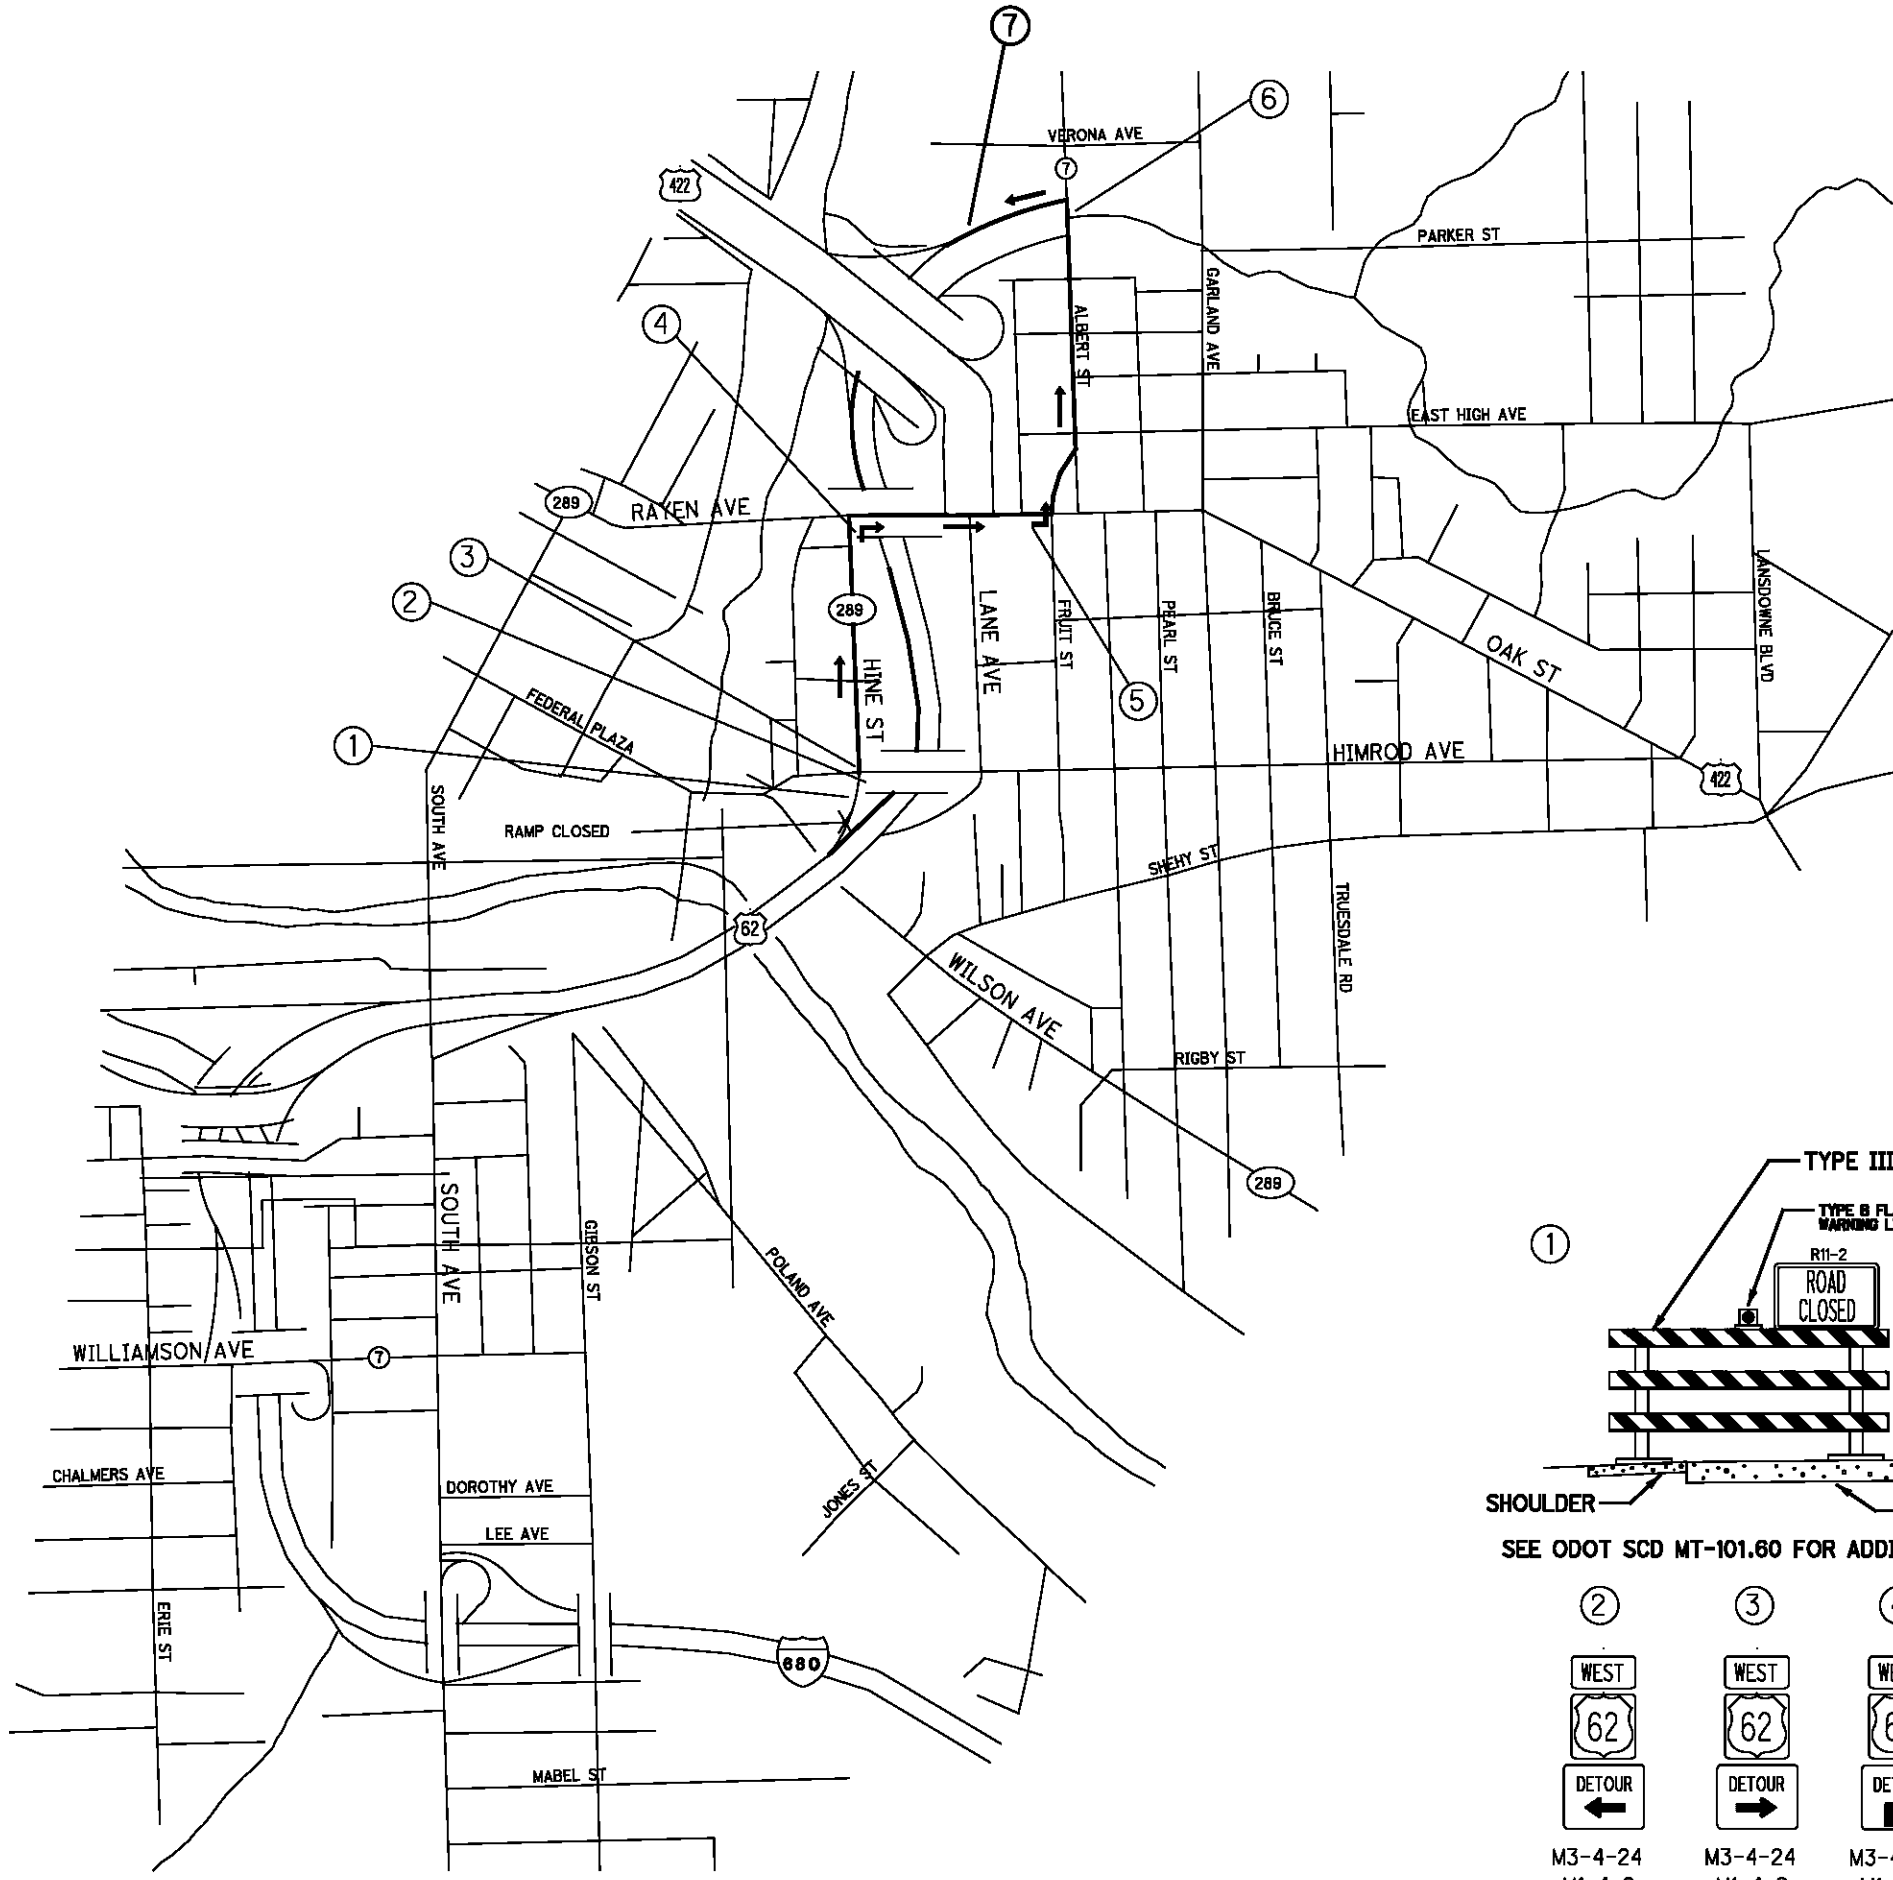 7
6
VERONA AVE
7
422
PARKER ST
GARLAND AVE
ALBERT ST
4
EAST HIGH AVE
289
RAYEN AVE
3
2
289
LANE AVE
FRUIT ST
PEARL ST
BRUCE ST
LANSDOWNE BLVD
OAK ST
HINE ST
5
FEDERAL PLAZA
1
HIMROD AVE
422
SOUTH AVE
RAMP CLOSED
SHEHY ST
62
TRUESDALE RD
WILSON AVE
RIGBY ST
289
SOUTH AVE
GIBSON ST
POLAND AVE
WILLIAMSON AVE
7
CHALMERS AVE
DOROTHY AVE
JONES ST
LEE AVE
ERIE ST
680
MABEL ST
TYPE III
TYPE B FL
WARNING L
1
R11-2
ROAD
CLOSED
SHOULDER
SEE ODOT SCD MT-101.60 FOR ADDI
2
3
WEST
WEST
62
62
DETOUR
DETOUR
M3-4-24
M3-4-24